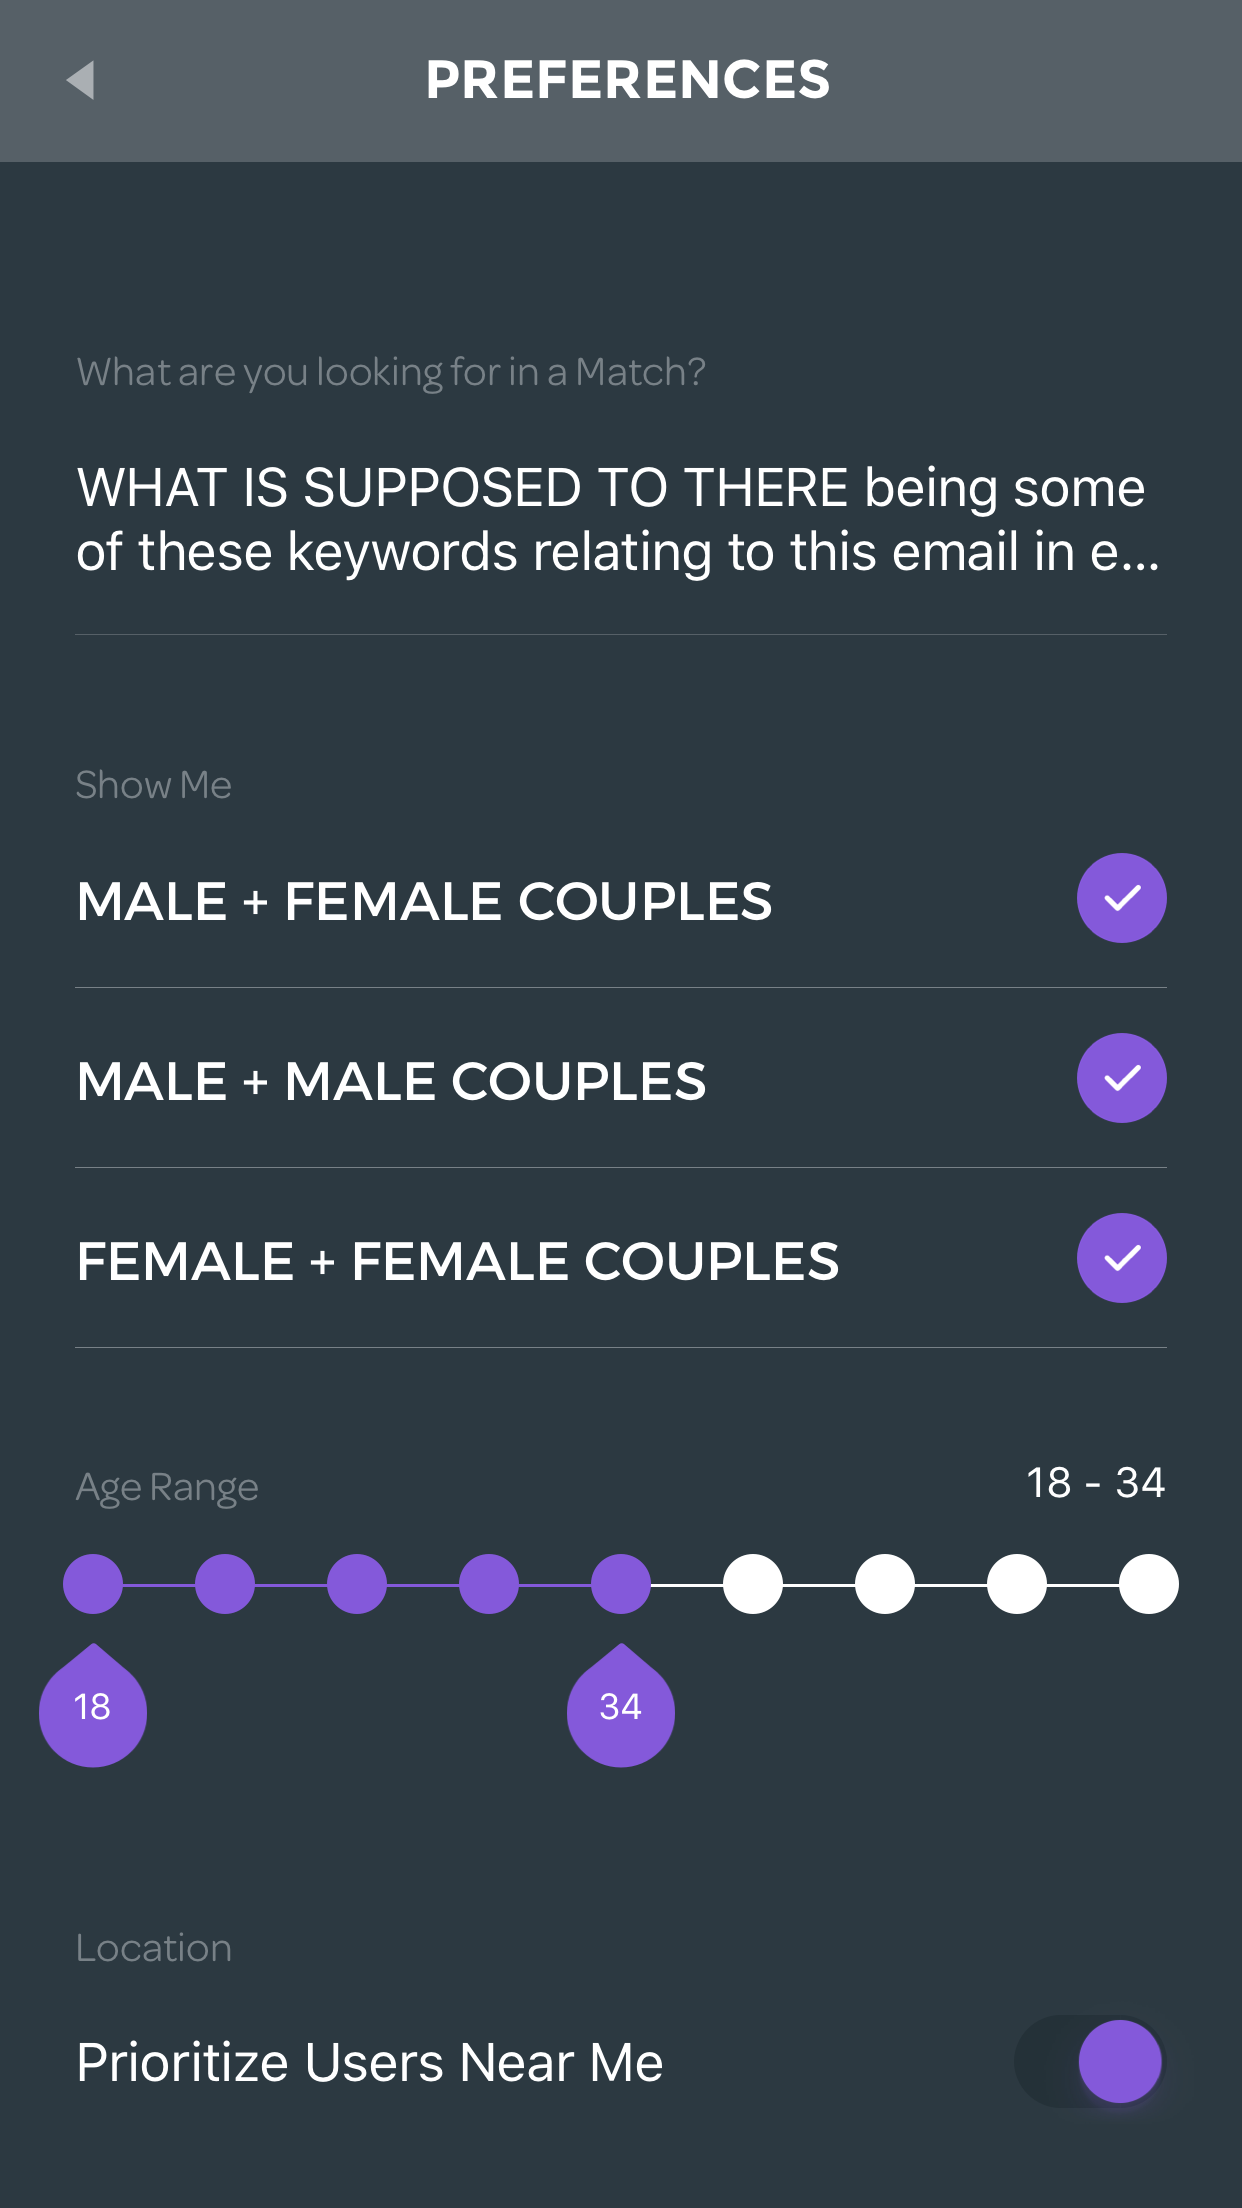 PREFERENCES
What are you looking for in a Match?
WHAT IS SUPPOSED TO THERE being some
of these keywords relating to this email in e...
Show Me
MALE + FEMALE COUPLES
MALE + MALE COUPLES
FEMALE + FEMALE COUPLES
Age Range
18 - 34
18
34
Location
Prioritize Users Near Me